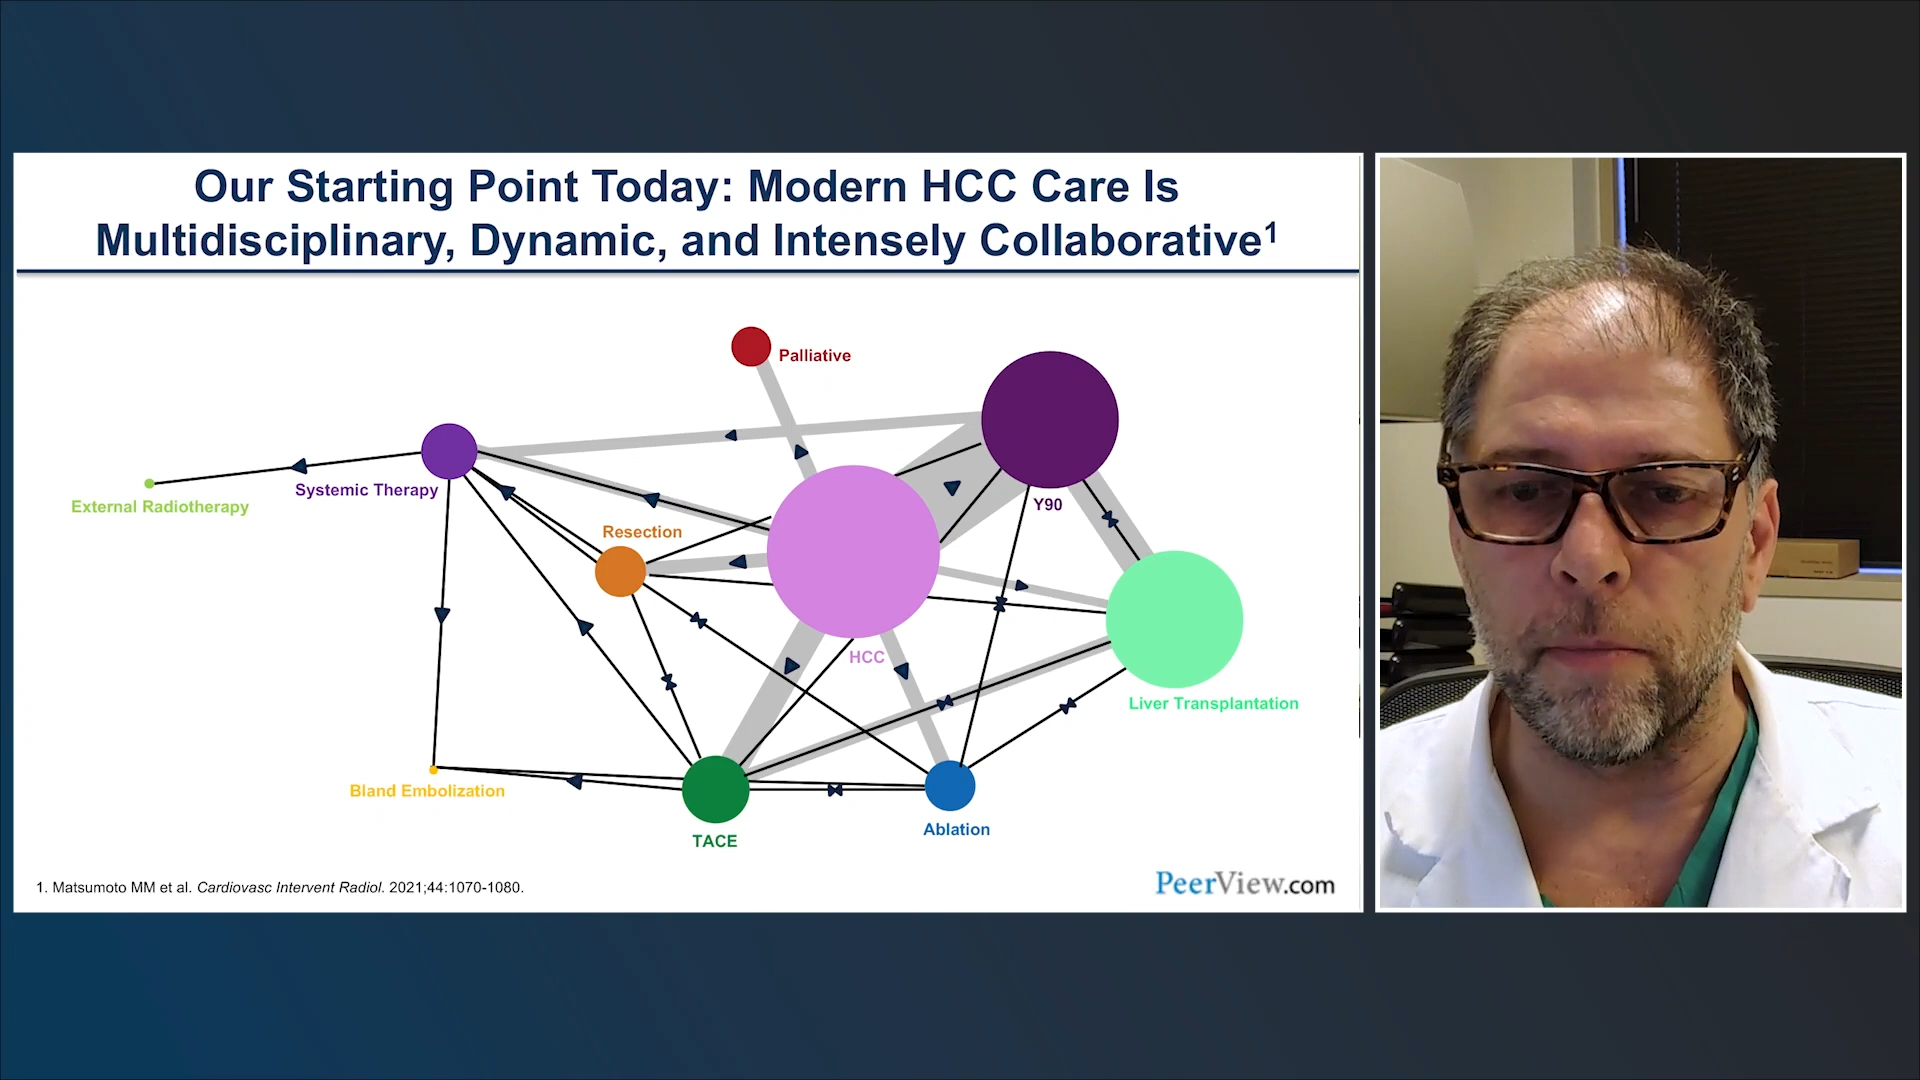 Our Starting Point Today: Modern HCC Care Is
Multidisciplinary, Dynamic, and Intensely Collaborative¹
Palliative
Systemic Therapy
External Radiotherapy
Resection
Y90
HCC
Liver Transplantation
Bland Embolization
TACE
Ablation
1. Matsumoto MM et al. Cardiovasc Intervent Radiol. 2021;44:1070-1080.
PeerView.com